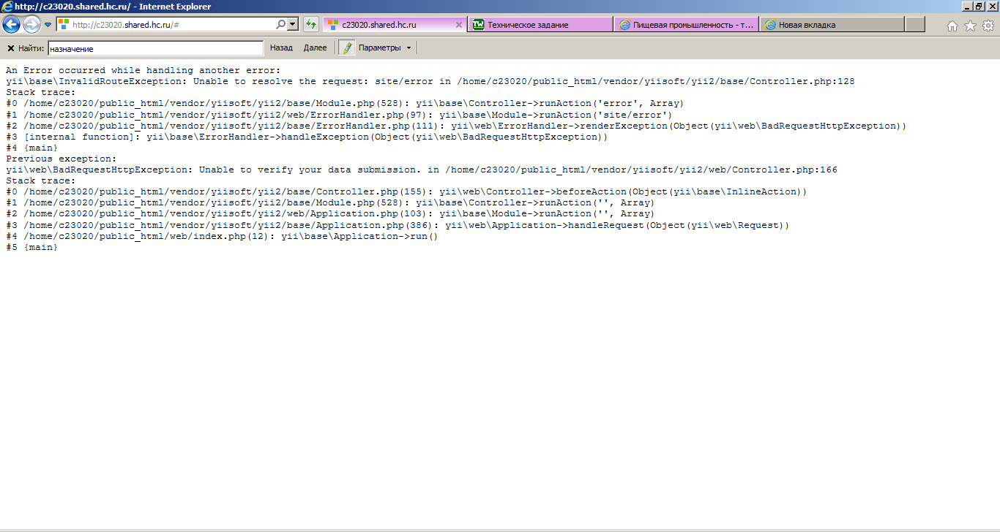 http://c23020.shared.hc.ru/ - Internet Explorer
http://c23020.shared.hc.ru/#
c23020.shared.hc.ru
TW Техническое задание
Пищевая промышленность - т...
Новая вкладка
Найти: назначение Назад Далее Параметры
An Error occurred while handling another error:
yii\base\InvalidRouteException: Unable to resolve the request: site/error in /home/c23020/public_html/vendor/yiisoft/yii2/base/Controller.php:128
Stack trace:
#0 /home/c23020/public_html/vendor/yiisoft/yii2/base/Module.php(528): yii\base\Controller->runAction('error', Array)
#1 /home/c23020/public_html/vendor/yiisoft/yii2/web/ErrorHandler.php(97): yii\base\Module->runAction('site/error')
#2 /home/c23020/public_html/vendor/yiisoft/yii2/base/ErrorHandler.php(111): yii\web\ErrorHandler->renderException(Object(yii\web\BadRequestHttpException))
#3 [internal function]: yii\base\ErrorHandler->handleException(Object(yii\web\BadRequestHttpException))
#4 {main}
Previous exception:
yii\web\BadRequestHttpException: Unable to verify your data submission. in /home/c23020/public_html/vendor/yiisoft/yii2/web/Controller.php:166
Stack trace:
#0 /home/c23020/public_html/vendor/yiisoft/yii2/base/Controller.php(155): yii\web\Controller->beforeAction(Object(yii\base\InlineAction))
#1 /home/c23020/public_html/vendor/yiisoft/yii2/base/Module.php(528): yii\base\Controller->runAction('', Array)
#2 /home/c23020/public_html/vendor/yiisoft/yii2/web/Application.php(103): yii\base\Module->runAction('', Array)
#3 /home/c23020/public_html/vendor/yiisoft/yii2/base/Application.php(386): yii\web\Application->handleRequest(Object(yii\web\Request))
#4 /home/c23020/public_html/web/index.php(12): yii\base\Application->run()
#5 {main}